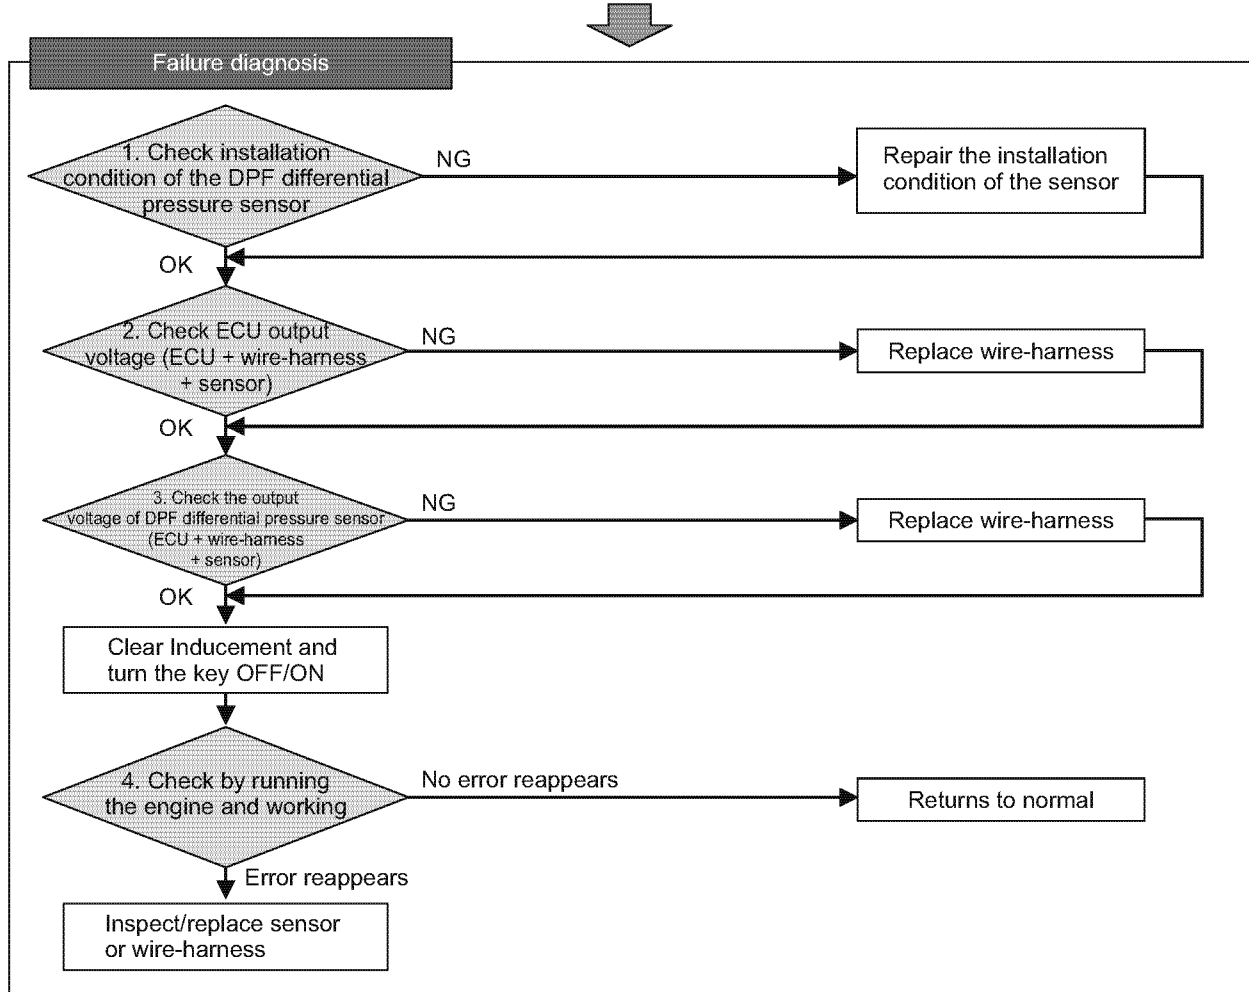 Failure diagnosis
1. Check installation
condition of the DPF differential
pressure sensor
NG
Repair the installation
condition of the sensor
OK
2. Check ECU output
voltage (ECU + wire-harness
+ sensor)
NG
Replace wire-harness
OK
3. Check the output
voltage of DPF differential pressure sensor
(ECU + wire-harness
+ sensor)
NG
Replace wire-harness
OK
Clear Inducement and
turn the key OFF/ON
4. Check by running
the engine and working
No error reappears
Returns to normal
Error reappears
Inspect/replace sensor
or wire-harness